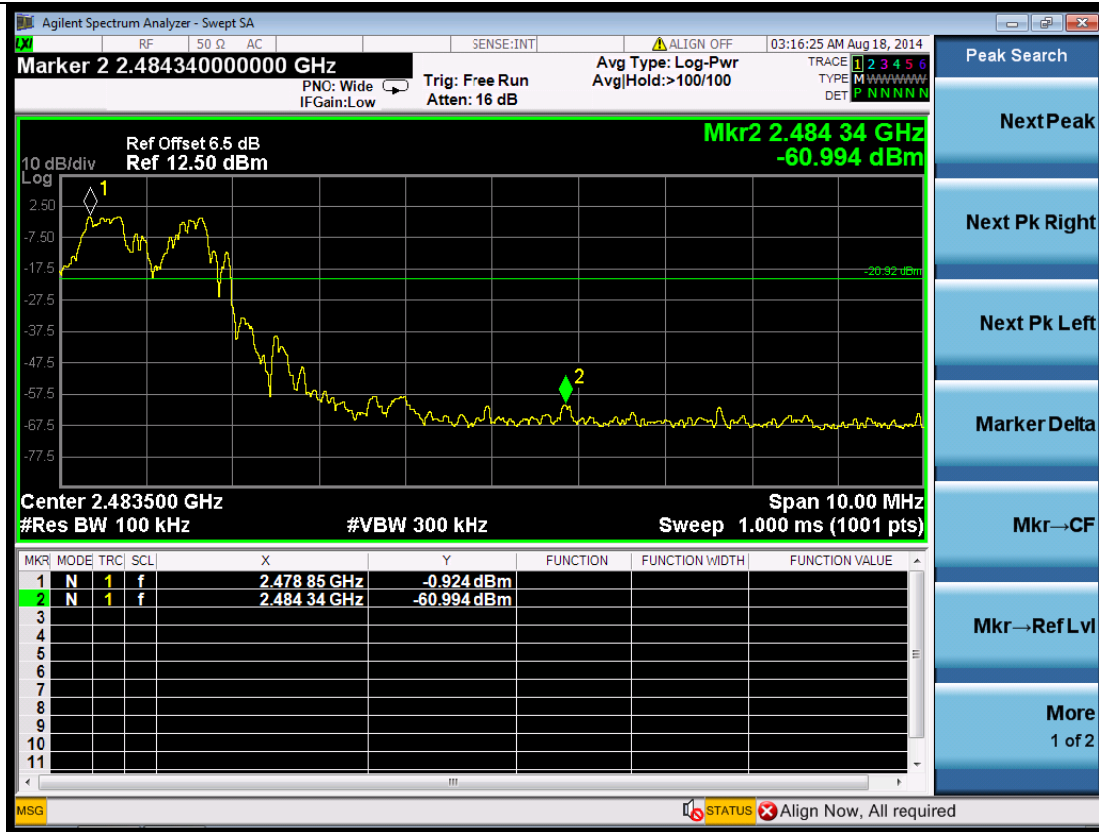 Agilent Spectrum Analyzer - Swept SA
LXI RF 50 Ω AC SENSE:INT ALIGN OFF 03:16:25 AM Aug 18, 2014
Marker 2 2.484340000000 GHz
PNO: Wide
IFGain:Low
Trig: Free Run
Atten: 16 dB
Avg Type: Log-Pwr
Avg|Hold:>100/100
TRACE 1 2 3 4 5 6
TYPE M WWWWW
DET P N N N N N
Ref Offset 6.5 dB
10 dB/div Ref 12.50 dBm
Log
Mkr2 2.484 34 GHz
-60.994 dBm
1
2.50
-7.50
-17.5
-20.92 dBm
-27.5
-37.5
-47.5
2
-57.5
-67.5
-77.5
Center 2.483500 GHz Span 10.00 MHz
#Res BW 100 kHz #VBW 300 kHz Sweep 1.000 ms (1001 pts)
MKR MODE TRC SCL X Y FUNCTION FUNCTION WIDTH FUNCTION VALUE
1 N 1 f 2.478 85 GHz -0.924 dBm
2 N 1 f 2.484 34 GHz -60.994 dBm
3
4
5
6
7
8
9
10
11
MSG STATUS Align Now, All required
Peak Search
Next Peak
Next Pk Right
Next Pk Left
Marker Delta
Mkr→CF
Mkr→Ref Lvl
More
1 of 2